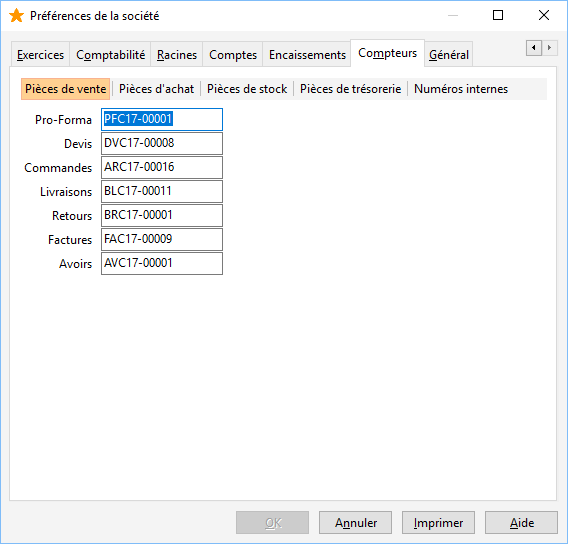 Préférences de la société
Exercices Comptabilité Racines Comptes Encaissements Compteurs Général
Pièces de vente Pièces d'achat Pièces de stock Pièces de trésorerie Numéros internes
Pro-Forma PFC17-00001
Devis DVC17-00008
Commandes ARC17-00016
Livraisons BLC17-00011
Retours BRC17-00001
Factures FAC17-00009
Avoirs AVC17-00001
OK Annuler Imprimer Aide